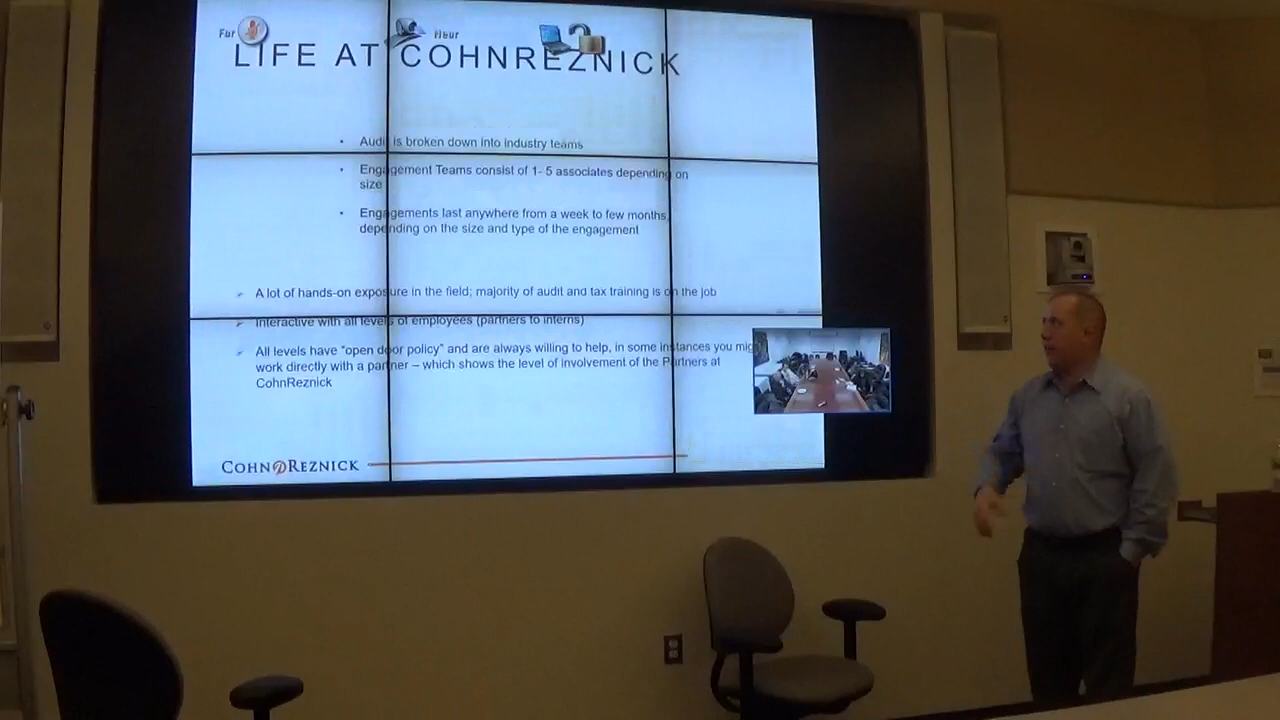 Far
LIFE AT COHNREZNICK
• Audit is broken down into industry teams
• Engagement Teams consist of 1- 5 associates depending on
size
• Engagements last anywhere from a week to few months,
depending on the size and type of the engagement
A lot of hands-on exposure in the field; majority of audit and tax training is on the job
Interactive with all levels of employees (partners to interns)
All levels have "open door policy" and are always willing to help, in some instances you mig
work directly with a partner – which shows the level of involvement of the Partners at
CohnReznick
COHNREZNICK